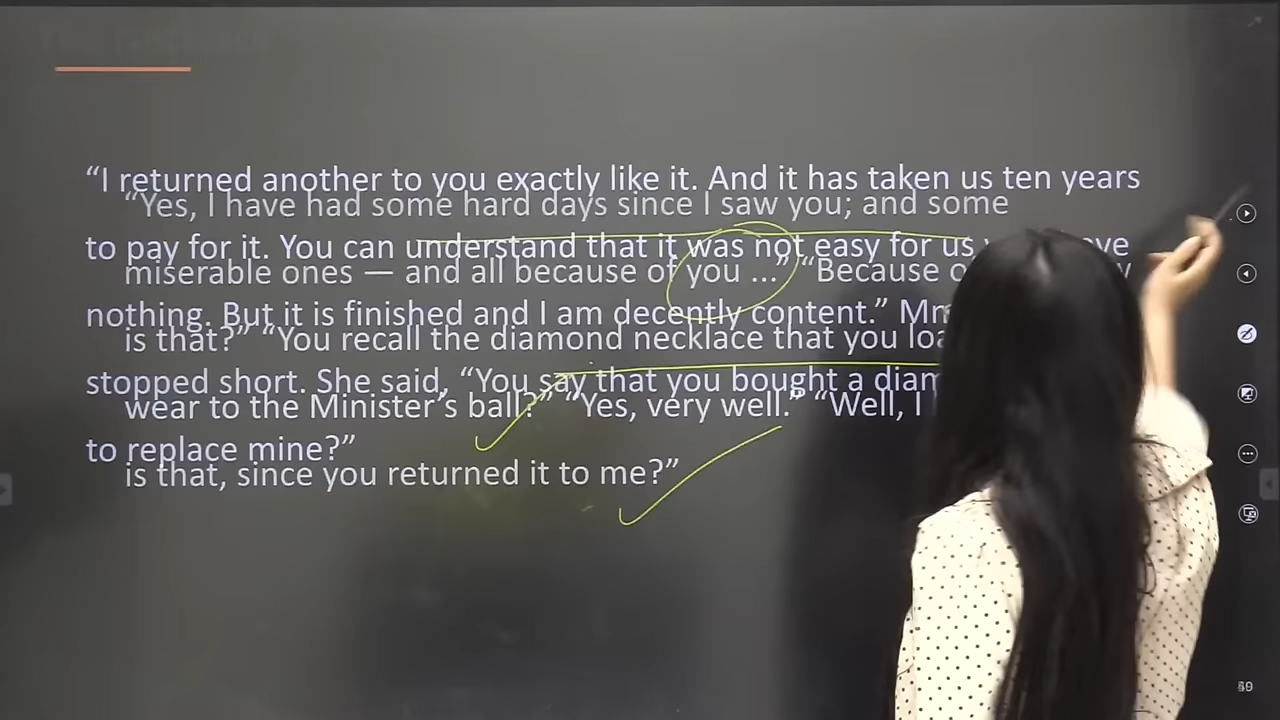 The Necklace
“I returned another to you exactly like it. And it has taken us ten years
“Yes, I have had some hard days since I saw you; and some
to pay for it. You can understand that it was not easy for us
miserable ones — and all because of you ...” “Because
nothing. But it is finished and I am decently content.”
is that?” “You recall the diamond necklace that you
stopped short. She said, “You say that you bought a
wear to the Minister’s ball?” “Yes, very well.” “Well, I
to replace mine?”
is that, since you returned it to me?”